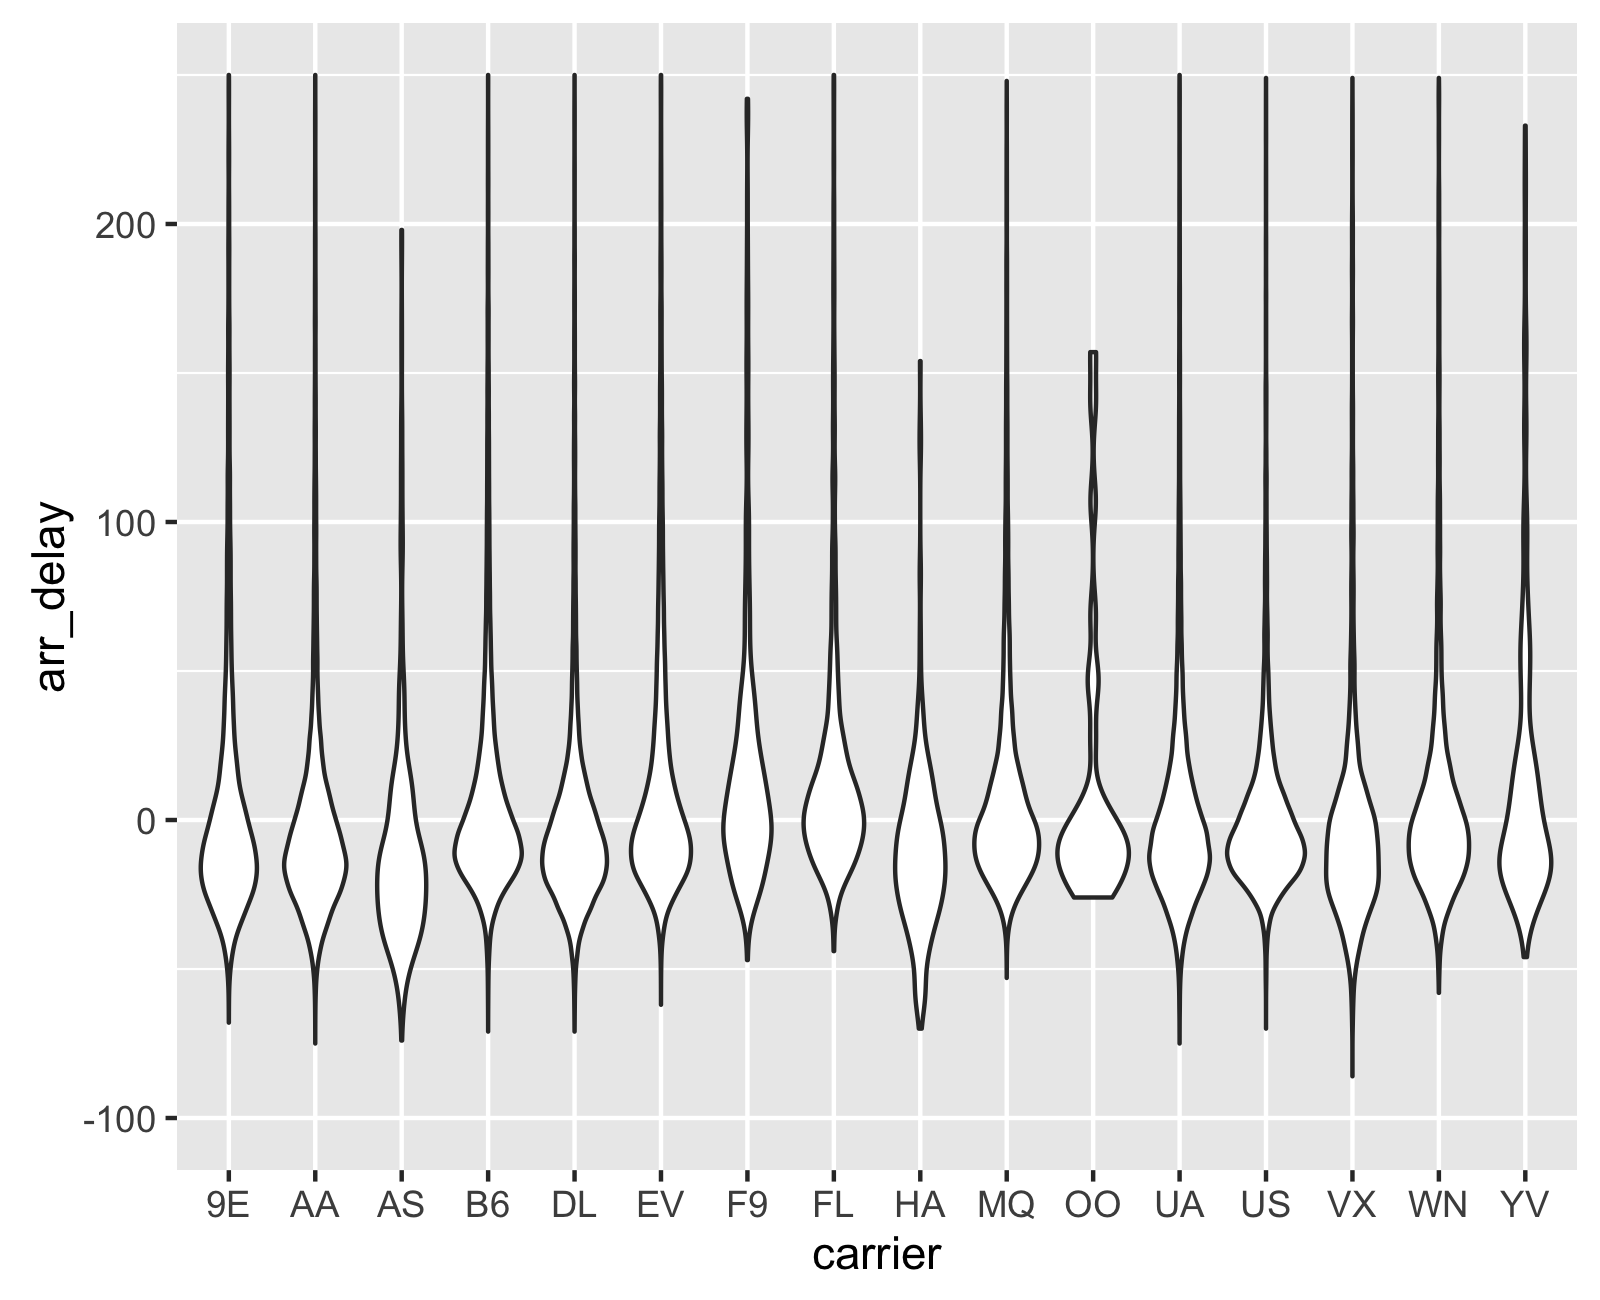 arr_delay
200
100
0
-100
9E AA AS B6 DL EV F9 FL HA MQ OO UA US VX WN YV
carrier